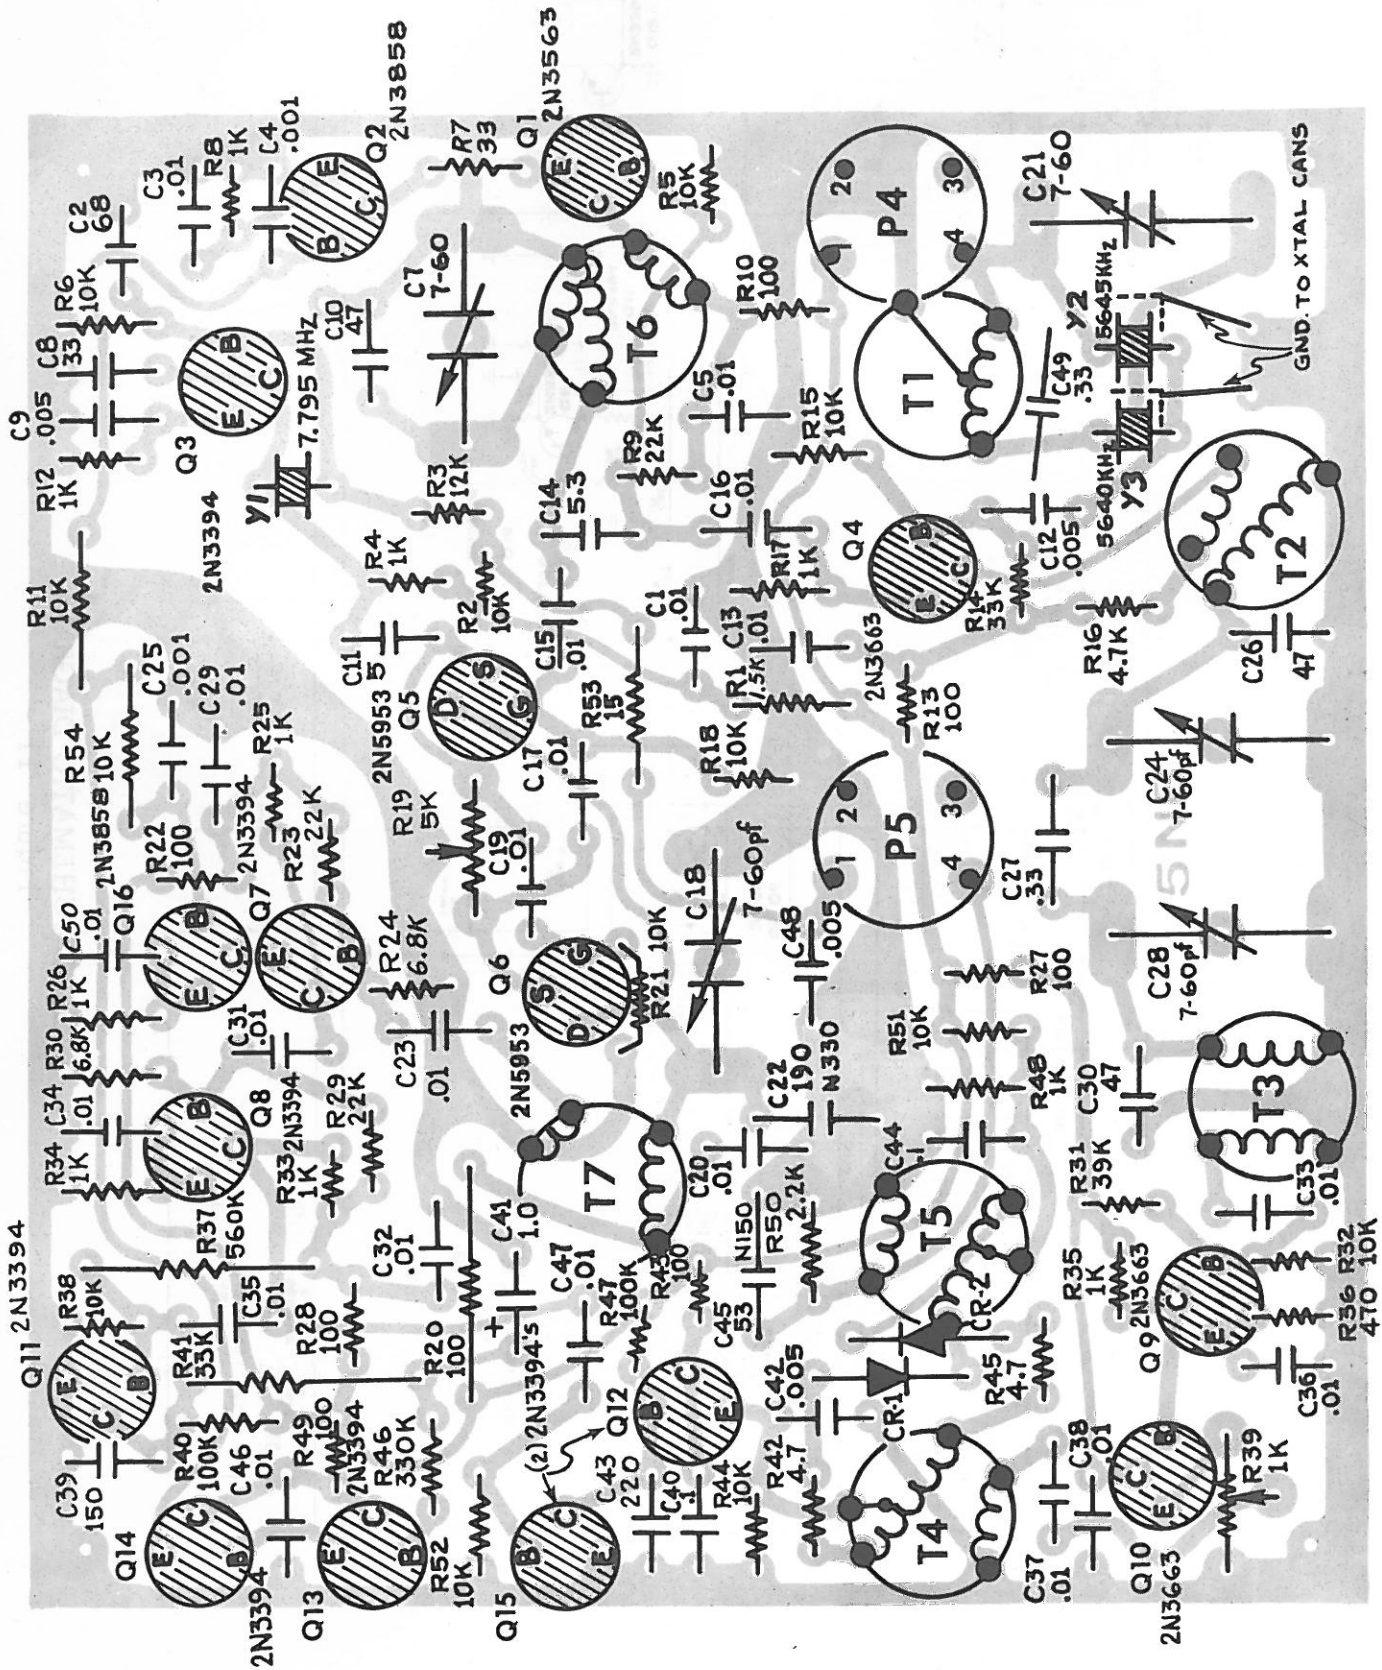 Q11 2N3394
R38
10K
R37
560K
R34
1K
C34
.01
R30
6.8K
R26
1K
C50
.01
Q16
2N3858
R54
10K
R11
10K
R12
1K
C9
.005
C8
33
R6
10K
C2
68
C3
.01
R8
1K
C4
.001
Q2
2N3858
C39
150
Q14
E
B
C
R40
100K
R41
33K
C35
.01
C46
.01
R28
100
R49
100
2N3394
Q13
2N3394
R46
330K
R52
10K
R20
100
R33
1K
Q8
2N3394
R29
22K
C31
.01
C32
.01
R22
100
Q7
2N3394
R23
22K
R25
1K
C25
.001
C29
.01
R24
6.8K
C23
.01
R19
5K
2N5953
Q5
D
S
G
C11
5
R4
1K
2N3394
Y1
7.795 MHZ
Q3
C10
47
R3
12K
R2
10K
C7
7-60
R7
33
Q1
2N3563
Q15
(2) 2N3394's
Q12
C41
1.0
+
C47
.01
R47
100K
R43
100
T7
2N5953
Q6
C19
.01
R21 10K
C17
.01
R53
15
C15
.01
C14
5.3
R9
22K
T6
R5
10K
C43
220
C40
.1
R44
10K
C45
53
N150
R50
2.2K
C20
.01
C22
190
N330
C18
7-60pf
C48
.005
R18
10K
R1
1.5K
C13
.01
C1
.01
R17
1K
C16
.01
C5
.01
R10
100
R15
10K
R42
4.7
C42
.005
CR-1
CR-2
T4
T5
C44
.1
R45
4.7
R51
10K
R48
1K
R27
100
P5
1
2
3
4
2N3663
R13
100
Q4
R14
33K
T1
P4
1
2
3
4
C12
.005
C49
.33
C21
7-60
C37
.01
C38
.01
Q10
2N3663
R39
1K
Q9
2N3663
R35
1K
R31
39K
C30
47
C27
.33
C28
7-60pf
C24
7-60pf
R16
4.7K
C26
47
T2
5640KHz
Y3
Y2
5645KHz
GND. TO XTAL CANS
C36
.01
R36
470
R32
10K
C33
.01
T3